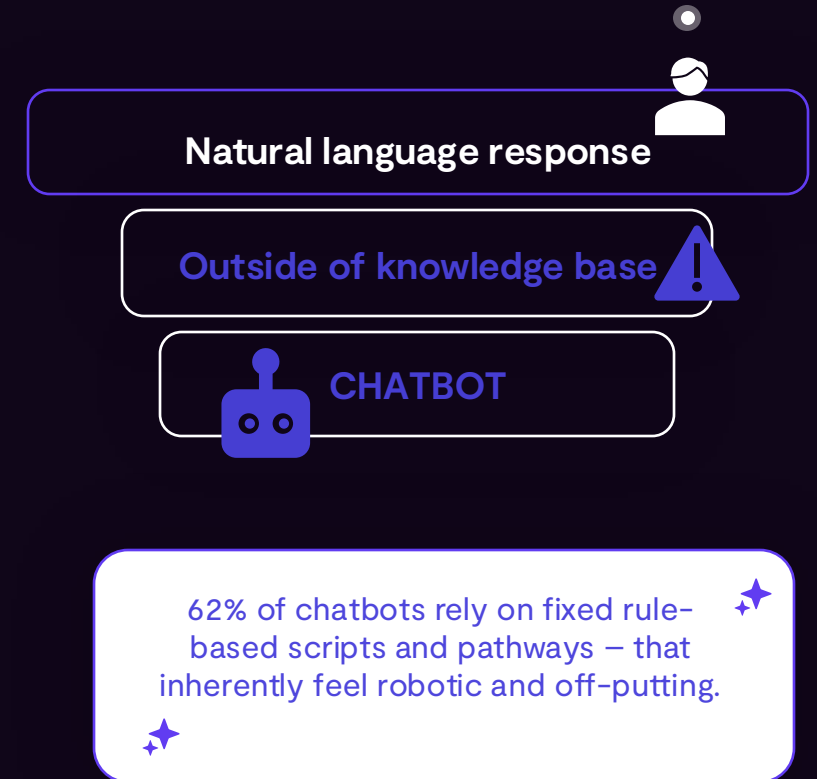 Natural language response
Outside of knowledge base
CHATBOT
62% of chatbots rely on fixed rule-
based scripts and pathways – that
inherently feel robotic and off-putting.